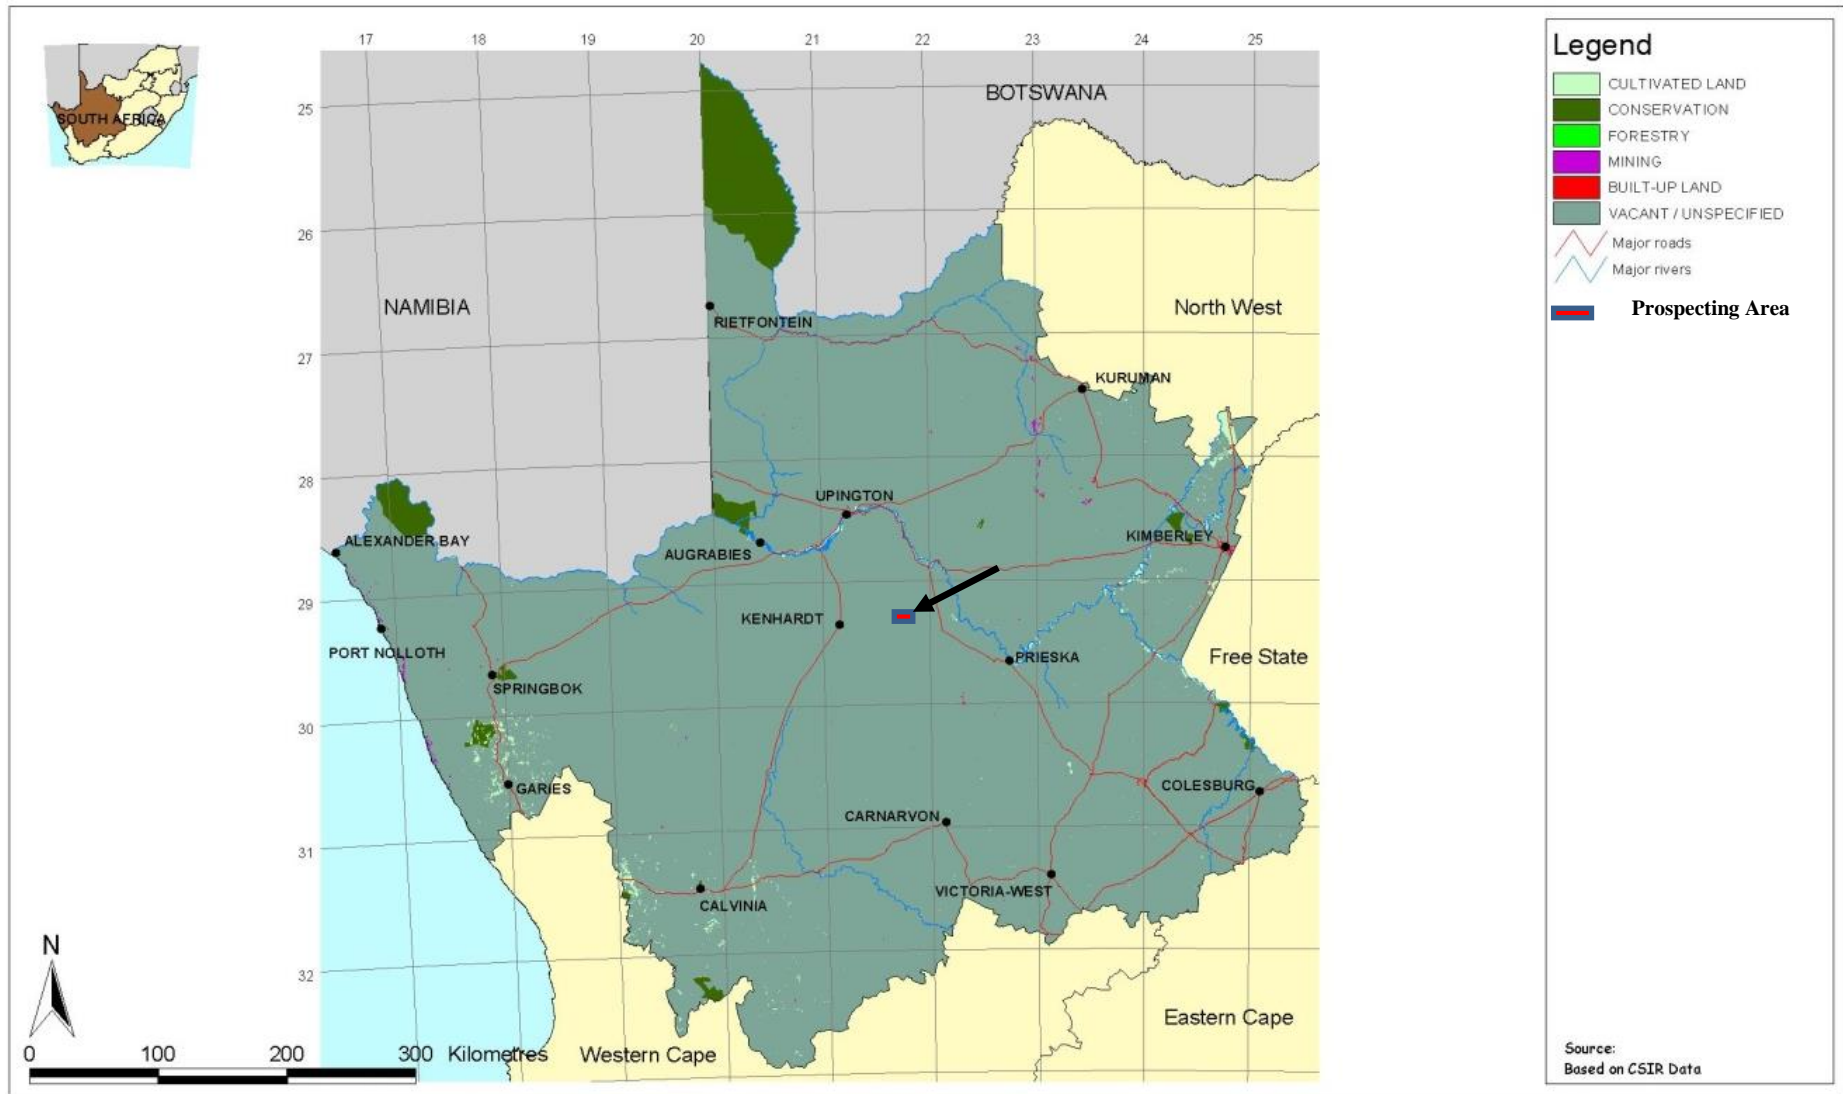 17 18 19 20 21 22 23 24 25
25
26
27
28
29
30
31
32
SOUTH AFRICA
BOTSWANA
NAMIBIA
North West
RIETFONTEIN
KURUMAN
UPINGTON
ALEXANDER BAY
AUGRABIES
KIMBERLEY
KENHARDT
PORT NOLLOTH
PRIESKA
Free State
SPRINGBOK
GARIES
COLESBURG
CARNARVON
VICTORIA-WEST
CALVINIA
Eastern Cape
Western Cape
N
0 100 200 300 Kilometres
Legend
CULTIVATED LAND
CONSERVATION
FORESTRY
MINING
BUILT-UP LAND
VACANT / UNSPECIFIED
Major roads
Major rivers
Prospecting Area
Source:
Based on CSIR Data